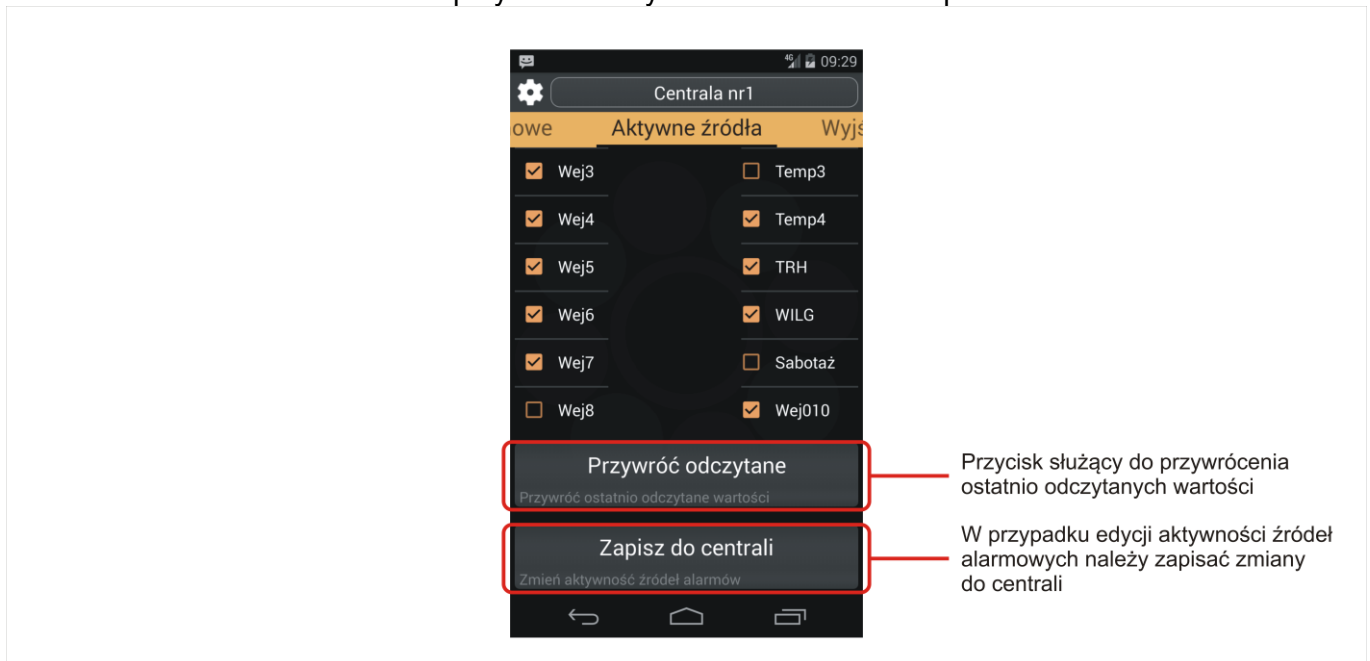 09:29
Centrala nr1
owe Aktywne źródła Wyjś
Wej3 Temp3
Wej4 Temp4
Wej5 TRH
Wej6 WILG
Wej7 Sabotaż
Wej8 Wej010
Przywróć odczytane
Przywróć ostatnio odczytane wartości
Przycisk służący do przywrócenia
ostatnio odczytanych wartości
Zapisz do centrali
Zmień aktywność źródeł alarmów
W przypadku edycji aktywności źródeł
alarmowych należy zapisać zmiany
do centrali